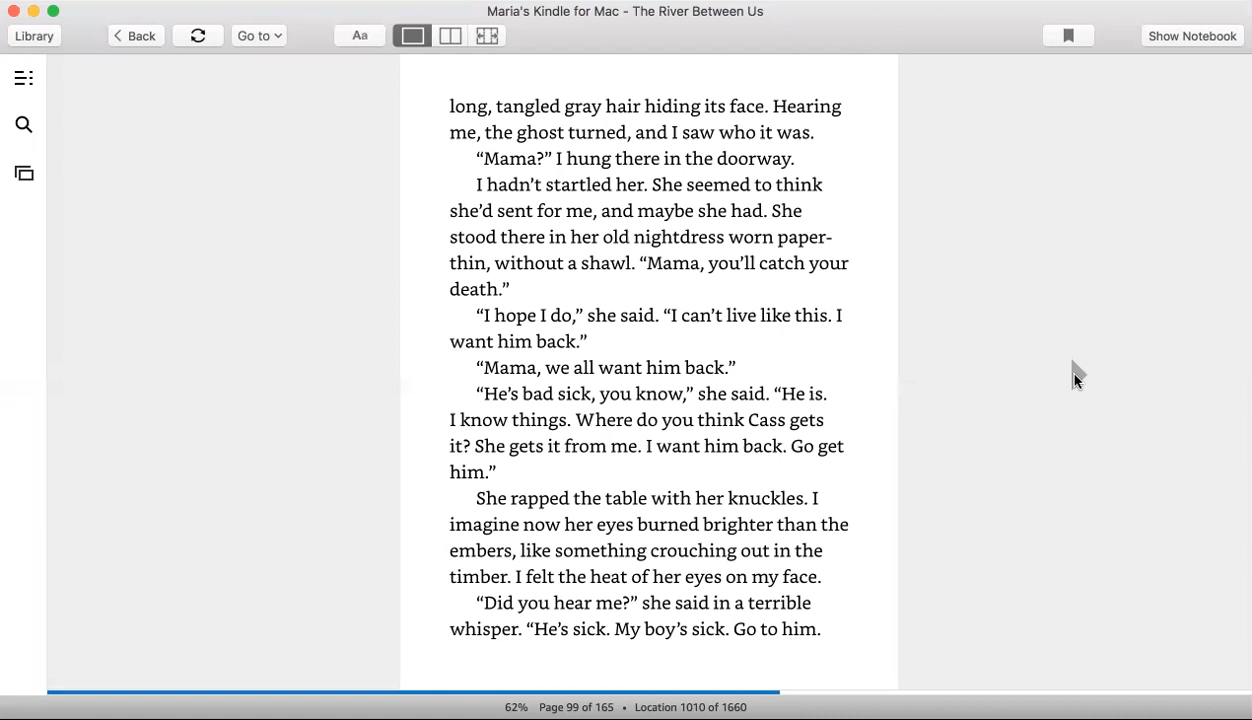 Maria's Kindle for Mac - The River Between Us
Library
Back
Go to
Aa
Show Notebook
long, tangled gray hair hiding its face. Hearing
me, the ghost turned, and I saw who it was.
“Mama?” I hung there in the doorway.
I hadn’t startled her. She seemed to think
she’d sent for me, and maybe she had. She
stood there in her old nightdress worn paper-
thin, without a shawl. “Mama, you’ll catch your
death.”
“I hope I do,” she said. “I can’t live like this. I
want him back.”
“Mama, we all want him back.”
“He’s bad sick, you know,” she said. “He is.
I know things. Where do you think Cass gets
it? She gets it from me. I want him back. Go get
him.”
She rapped the table with her knuckles. I
imagine now her eyes burned brighter than the
embers, like something crouching out in the
timber. I felt the heat of her eyes on my face.
“Did you hear me?” she said in a terrible
whisper. “He’s sick. My boy’s sick. Go to him.
62% Page 99 of 165 • Location 1010 of 1660